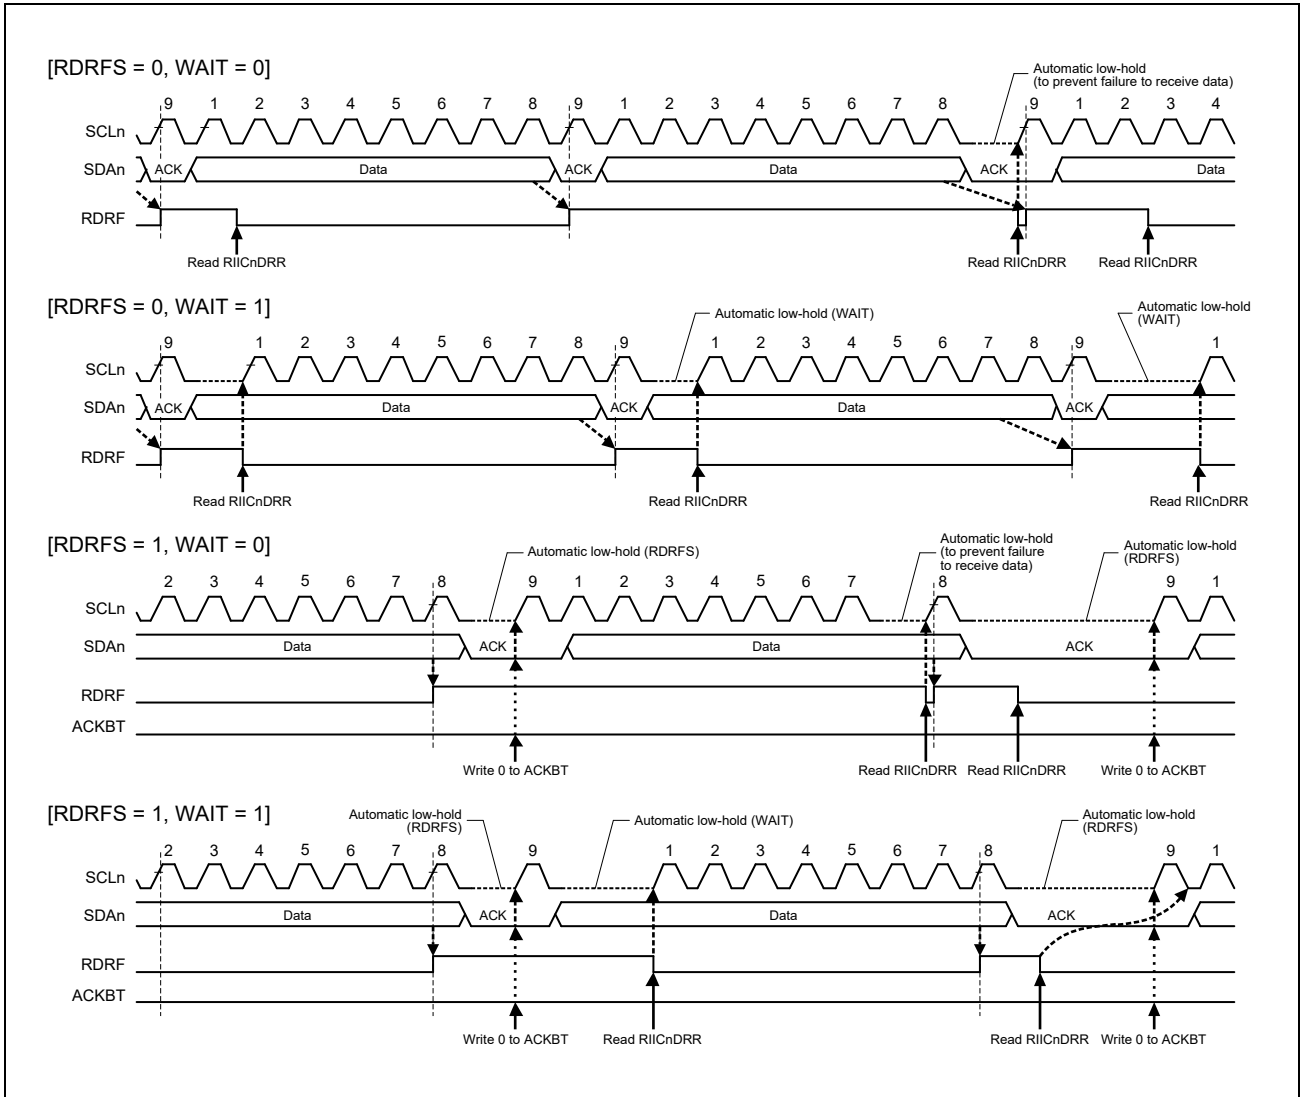 [RDRFS = 0, WAIT = 0]
Automatic low-hold
(to prevent failure to receive data)
9 1 2 3 4 5 6 7 8 9 1 2 3 4 5 6 7 8 9 1 2 3 4
SCLn
SDAn ACK Data ACK Data ACK Data
RDRF
Read RIICnDRR Read RIICnDRR Read RIICnDRR
[RDRFS = 0, WAIT = 1]
Automatic low-hold (WAIT)
Automatic low-hold
(WAIT)
9 1 2 3 4 5 6 7 8 9 1 2 3 4 5 6 7 8 9 1
SCLn
SDAn ACK Data ACK Data ACK
RDRF
Read RIICnDRR Read RIICnDRR Read RIICnDRR
[RDRFS = 1, WAIT = 0]
Automatic low-hold (RDRFS)
Automatic low-hold
(to prevent failure
to receive data)
Automatic low-hold
(RDRFS)
2 3 4 5 6 7 8 9 1 2 3 4 5 6 7 8 9 1
SCLn
SDAn Data ACK Data ACK
RDRF
ACKBT
Write 0 to ACKBT Read RIICnDRR Read RIICnDRR Write 0 to ACKBT
[RDRFS = 1, WAIT = 1]
Automatic low-hold
(RDRFS)
Automatic low-hold (WAIT)
Automatic low-hold
(RDRFS)
2 3 4 5 6 7 8 9 1 2 3 4 5 6 7 8 9 1
SCLn
SDAn Data ACK Data ACK
RDRF
ACKBT
Write 0 to ACKBT Read RIICnDRR Read RIICnDRR Write 0 to ACKBT